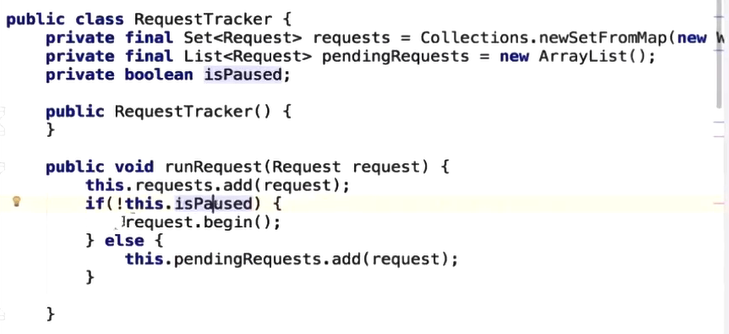 public class RequestTracker {
private final Set<Request> requests = Collections.newSetFromMap(new
private final List<Request> pendingRequests = new ArrayList();
private boolean isPaused;
public RequestTracker() {
}
public void runRequest(Request request) {
this.requests.add(request);
if(!this.isPaused) {
request.begin();
} else {
this.pendingRequests.add(request);
}
}